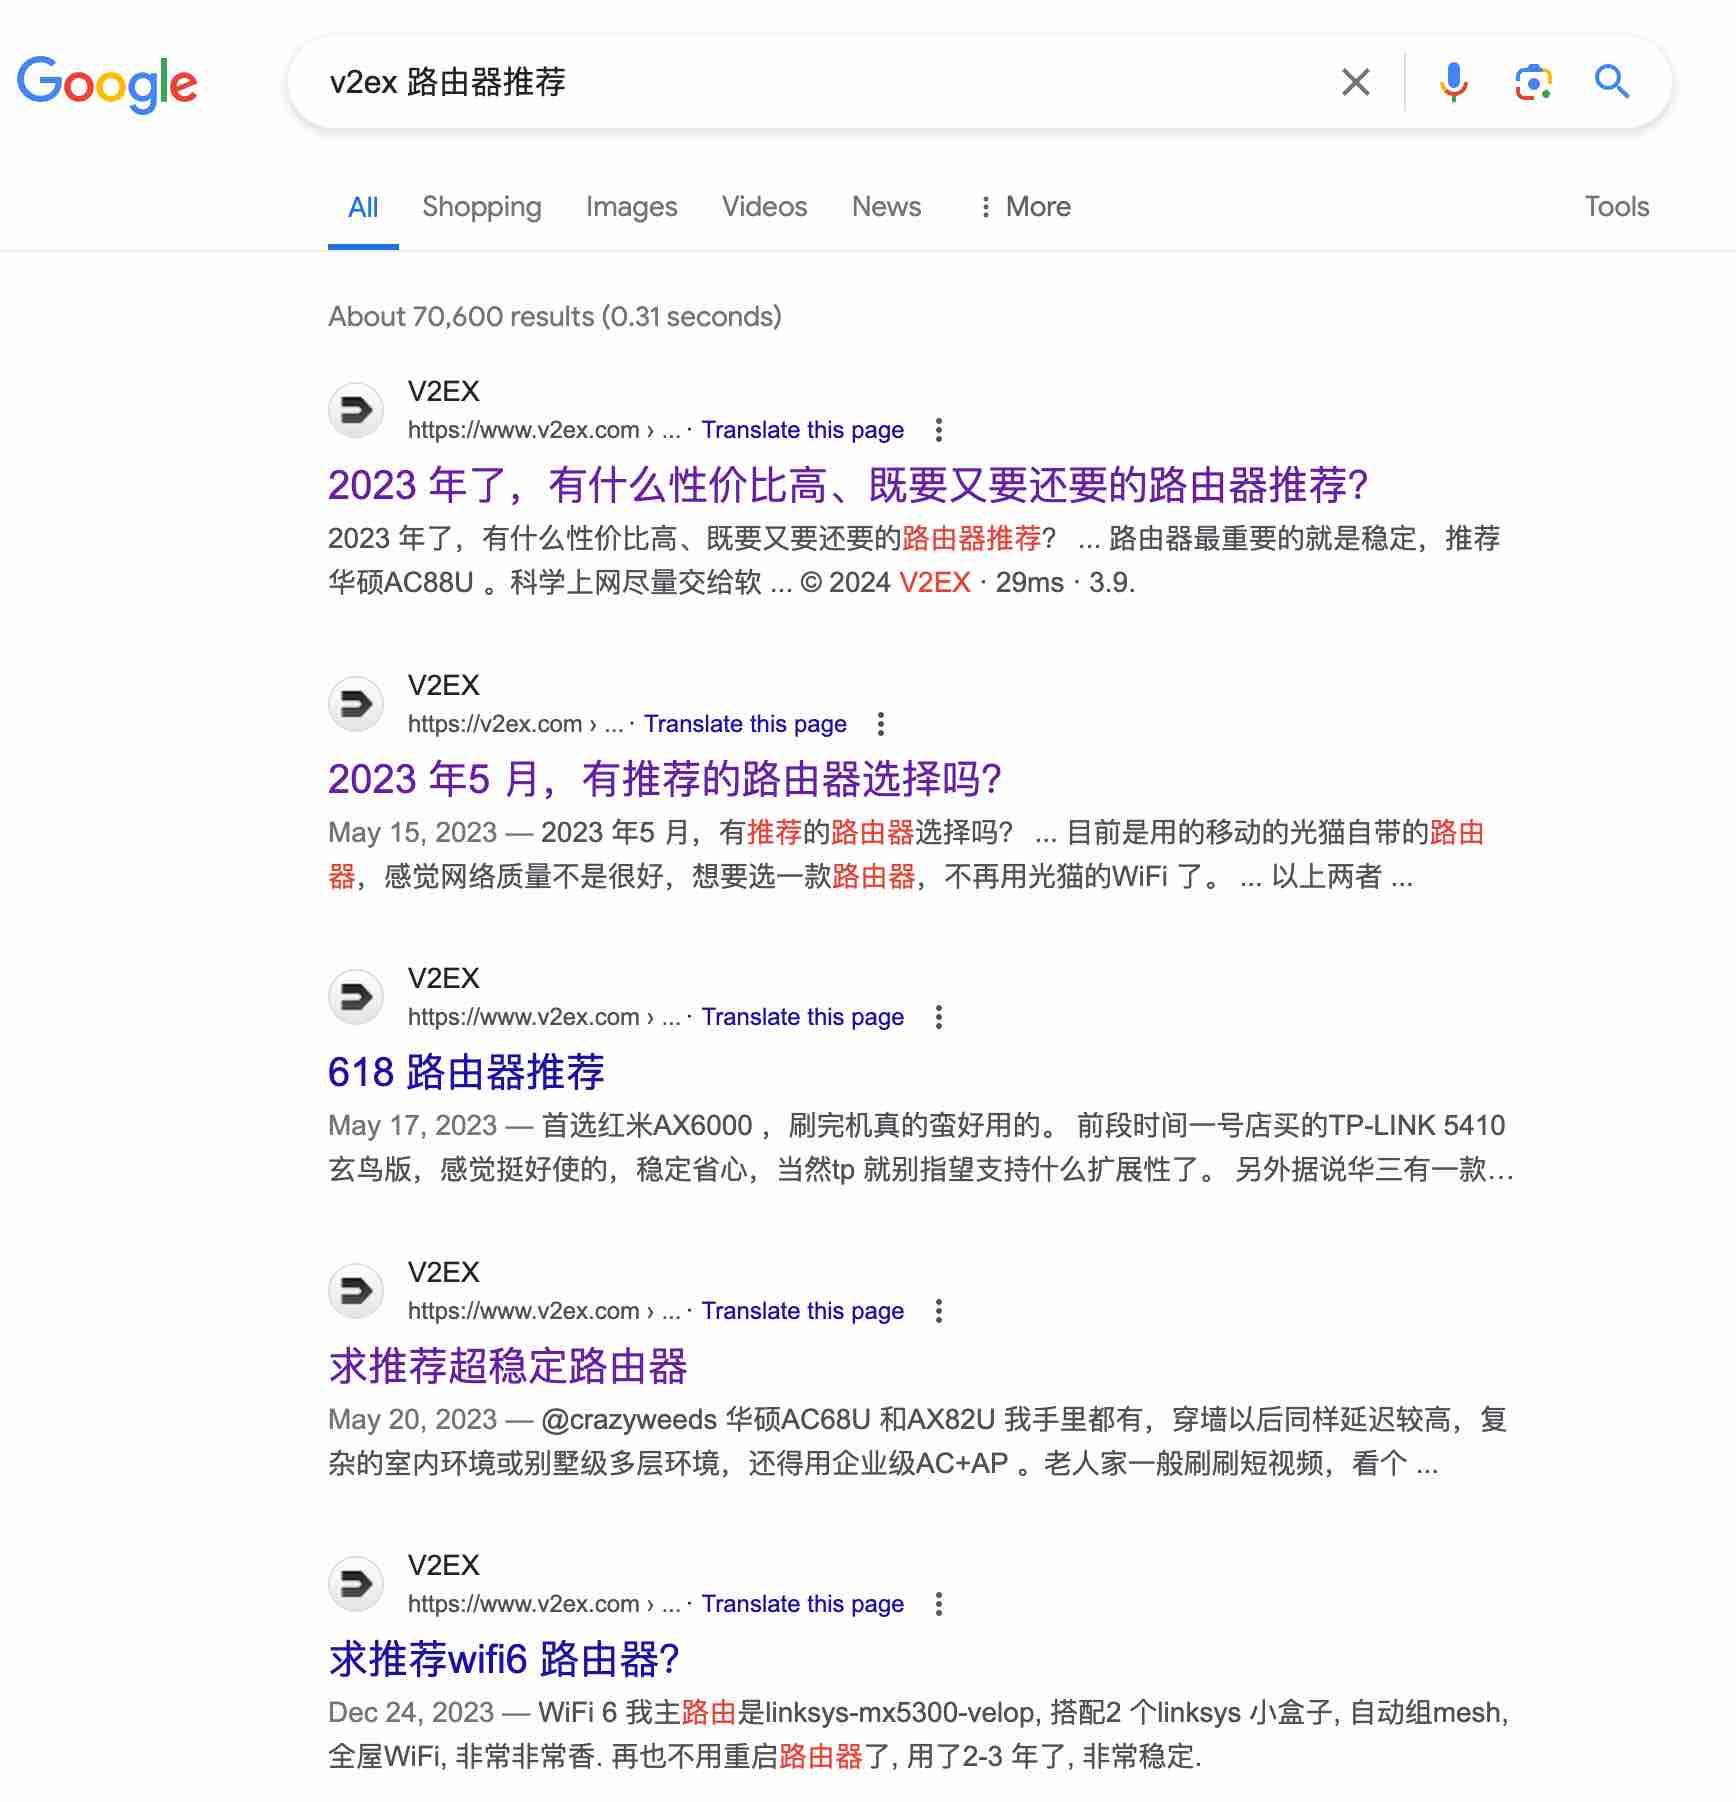 Google
v2ex 路由器推荐
All Shopping Images Videos News More Tools
About 70,600 results (0.31 seconds)
V2EX
https://www.v2ex.com › ... · Translate this page
2023 年了，有什么性价比高、既要又要还要的路由器推荐？
2023 年了，有什么性价比高、既要又要还要的路由器推荐？ ... 路由器最重要的就是稳定，推荐
华硕AC88U 。科学上网尽量交给软 ... © 2024 V2EX · 29ms · 3.9.
V2EX
https://v2ex.com › ... · Translate this page
2023 年5 月，有推荐的路由器选择吗？
May 15, 2023 — 2023 年5 月，有推荐的路由器选择吗？ ... 目前是用的移动的光猫自带的路由
器，感觉网络质量不是很好，想要选一款路由器，不再用光猫的WiFi 了。 ... 以上两者 ...
V2EX
https://www.v2ex.com › ... · Translate this page
618 路由器推荐
May 17, 2023 — 首选红米AX6000 ，刷完机真的蛮好用的。 前段时间一号店买的TP-LINK 5410
玄鸟版，感觉挺好使的，稳定省心，当然tp 就别指望支持什么扩展性了。 另外据说华三有一款...
V2EX
https://www.v2ex.com › ... · Translate this page
求推荐超稳定路由器
May 20, 2023 — @crazyweeds 华硕AC68U 和AX82U 我手里都有，穿墙以后同样延迟较高，复
杂的室内环境或别墅级多层环境，还得用企业级AC+AP 。老人家一般刷刷短视频，看个 ...
V2EX
https://www.v2ex.com › ... · Translate this page
求推荐wifi6 路由器?
Dec 24, 2023 — WiFi 6 我主路由是linksys-mx5300-velop, 搭配2 个linksys 小盒子, 自动组mesh,
全屋WiFi, 非常非常香. 再也不用重启路由器了, 用了2-3 年了, 非常稳定.